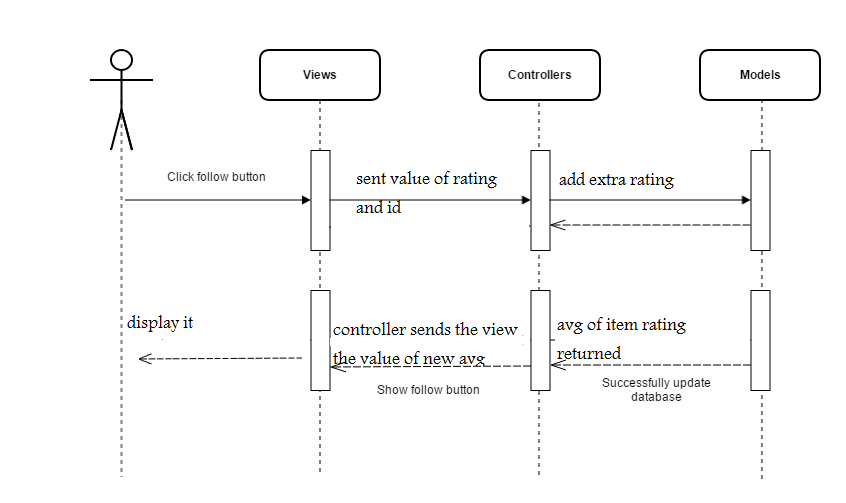 Views
Controllers
Models
Click follow button
sent value of rating
and id
add extra rating
display it
controller sends the view
the value of new avg
avg of item rating
returned
Show follow button
Successfully update
database